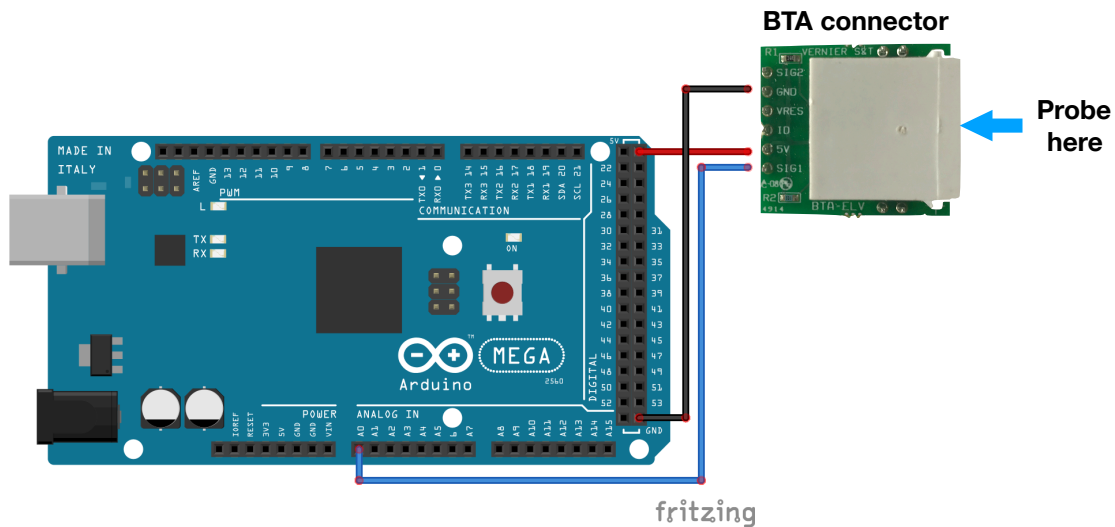 BTA connector
R1
VERNIER S&T
SIG2
GND
VRES
ID
5V
SIG1
R2
4914
BTA-ELV
Probe
here
MADE IN
ITALY
AREF
GND
13
12
11
10
9
8
7
6
5
4
3
2
TX0 ◄ 1
RX0 ► 0
TX3 14
RX3 15
TX2 16
RX2 17
TX1 18
RX1 19
SDA 20
SCL 21
PWM
COMMUNICATION
L
TX
RX
ON
5V
22
24
26
28
30 31
32 33
34 35
36 37
38 39
40 41
42 43
44 45
46 47
48 49
50 51
52 53
GND
DIGITAL
TM
MEGA
Arduino
2560
POWER
ANALOG IN
IOREF
RESET
3V3
5V
GND
GND
VIN
A0
A1
A2
A3
A4
A5
6
A7
A8
A9
A10
A11
A12
A13
A14
A15
fritzing